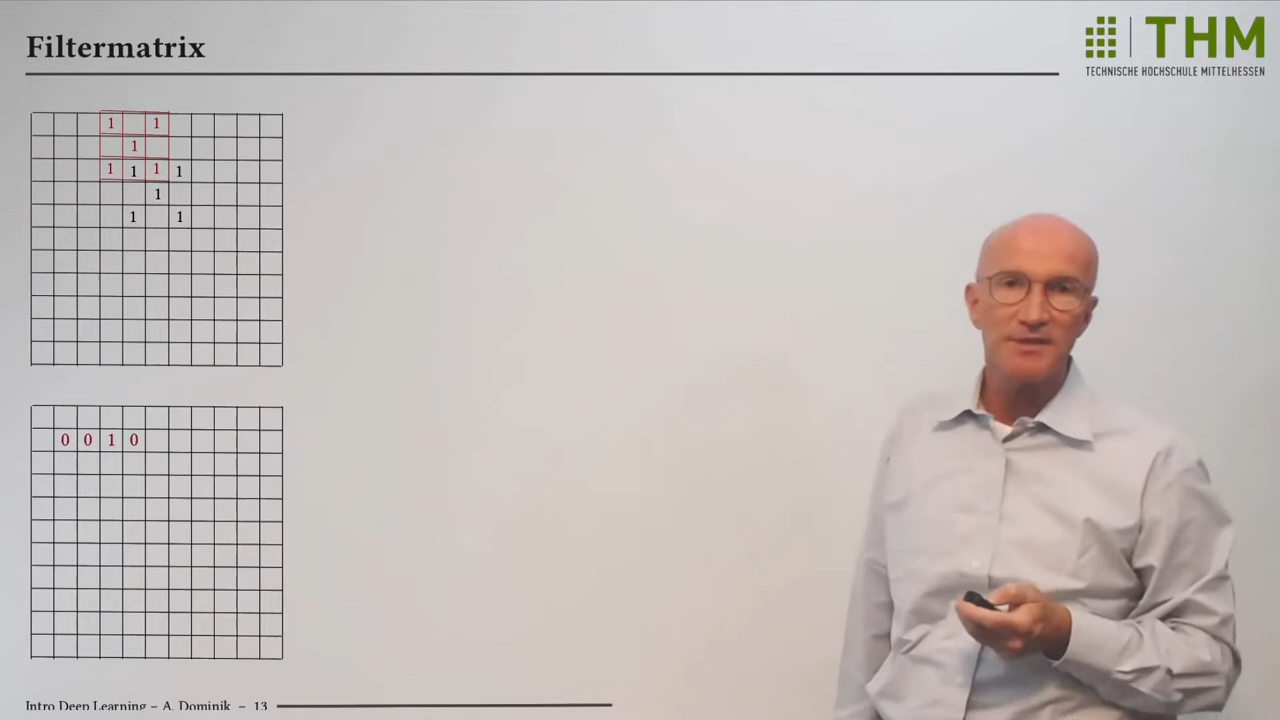 Filtermatrix
THM
TECHNISCHE HOCHSCHULE MITTELHESSEN
1 1
1
1 1 1 1
1
1 1
0 0 1 0
Intro Deep Learning – A. Dominik – 13